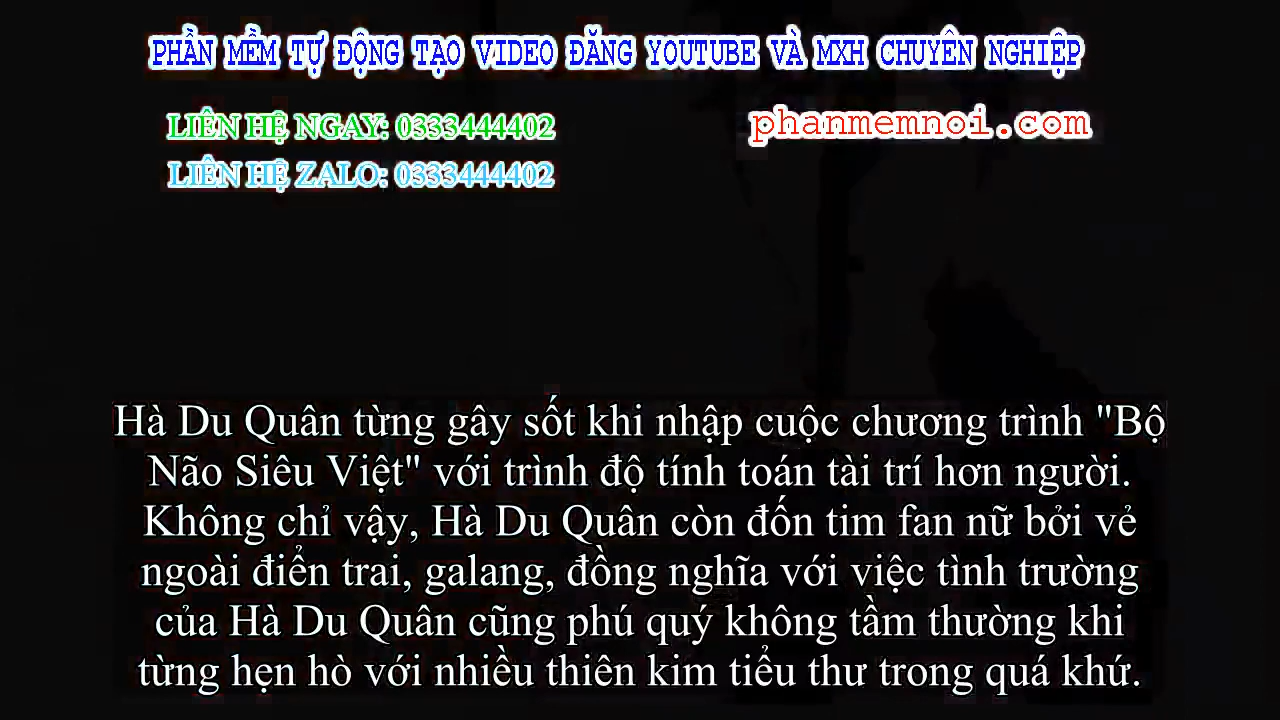 PHẦN MỀM TỰ ĐỘNG TẠO VIDEO ĐĂNG YOUTUBE VÀ MXH CHUYÊN NGHIỆP
LIÊN HỆ NGAY: 0333444402
phanmemnoi.com
LIÊN HỆ ZALO: 0333444402
Hà Du Quân từng gây sốt khi nhập cuộc chương trình "Bộ
Não Siêu Việt" với trình độ tính toán tài trí hơn người.
Không chỉ vậy, Hà Du Quân còn đốn tim fan nữ bởi vẻ
ngoài điển trai, galang, đồng nghĩa với việc tình trường
của Hà Du Quân cũng phú quý không tầm thường khi
từng hẹn hò với nhiều thiên kim tiểu thư trong quá khứ.